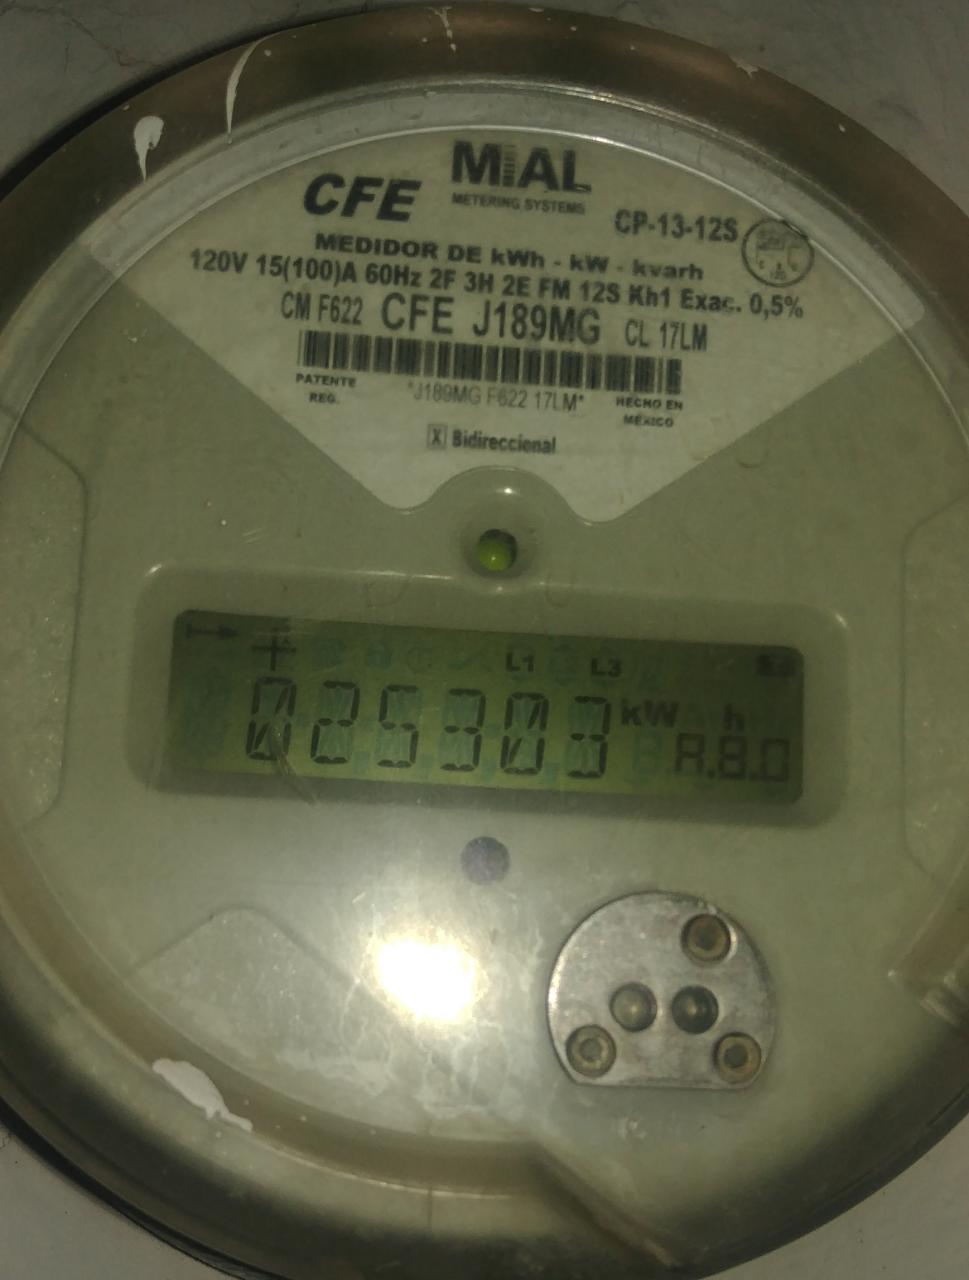 MIAL
CFE METERING SYSTEMS
CP-13-12S
MEDIDOR DE kWh - kW - kvarh
120V 15(100)A 60Hz 2F 3H 2E FM 12S Kh1 Exac. 0,5%
CM F622 CFE J189MG CL 17LM
PATENTE REG. *J189MG F622 17LM* HECHO EN MÉXICO
X Bidireccional
L1 L3
025303 kWh R.8.0